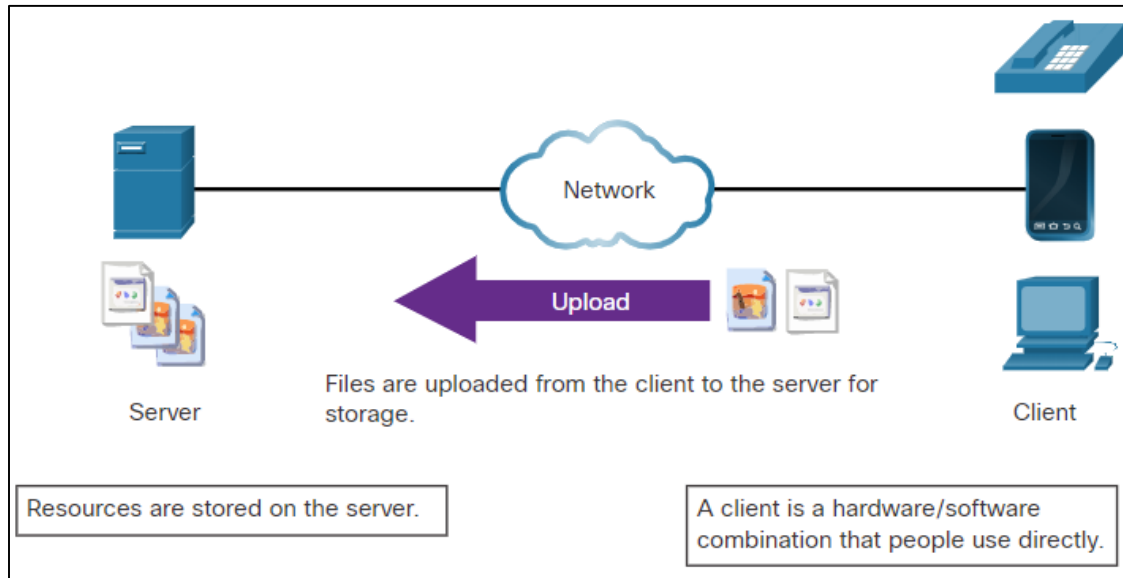 Network
Upload
Files are uploaded from the client to the server for
storage.
Server
Client
Resources are stored on the server.
A client is a hardware/software
combination that people use directly.